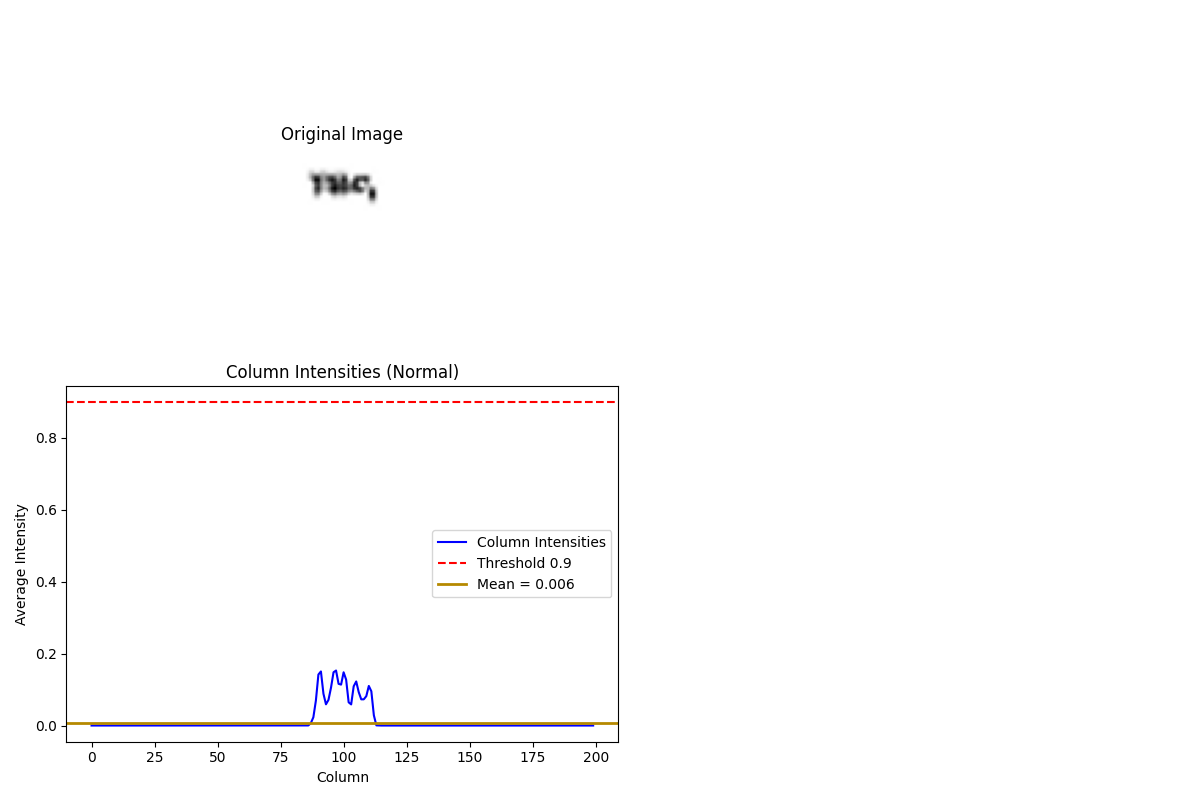 Original Image
Column Intensities (Normal)
Average Intensity
0.8
0.6
0.4
0.2
0.0
Column Intensities
Threshold 0.9
Mean = 0.006
0 25 50 75 100 125 150 175 200
Column